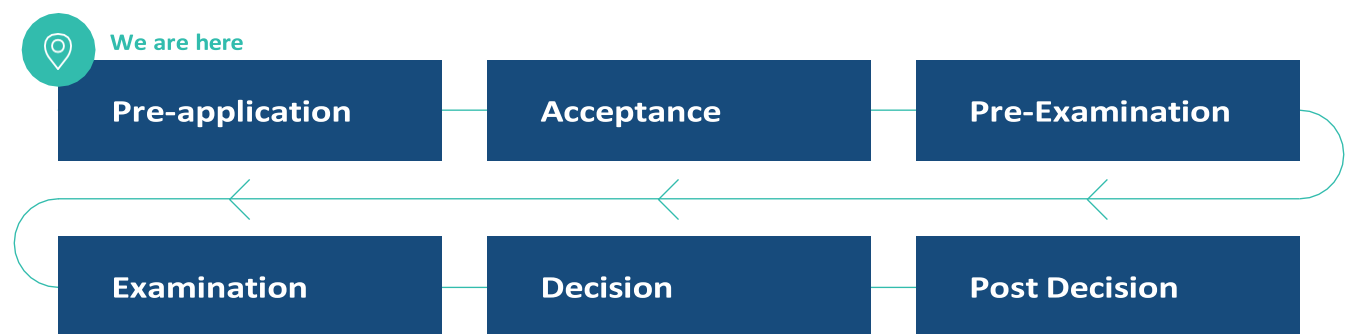 We are here
Pre-application
Acceptance
Pre-Examination
Examination
Decision
Post Decision